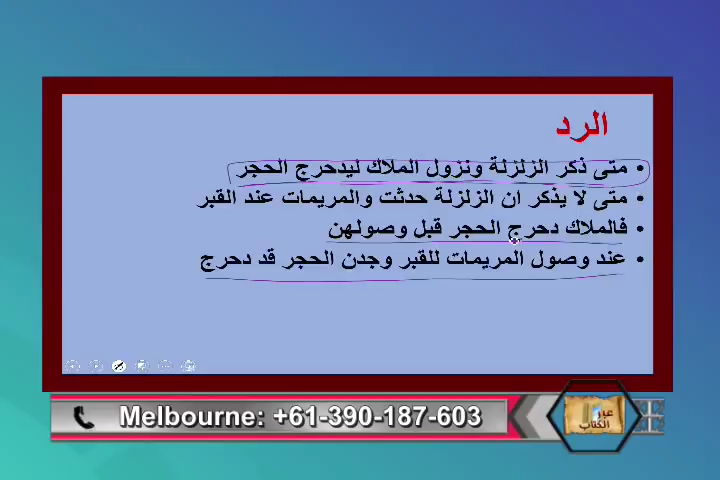 الرد
• متى ذكر الزلزلة ونزول الملاك ليدحرج الحجر
• متى لا يذكر ان الزلزلة حدثت والمريمات عند القبر
• فالملاك دحرج الحجر قبل وصولهن
• عند وصول المريمات للقبر وجدن الحجر قد دحرج
Melbourne: +61-390-187-603
الكتاب